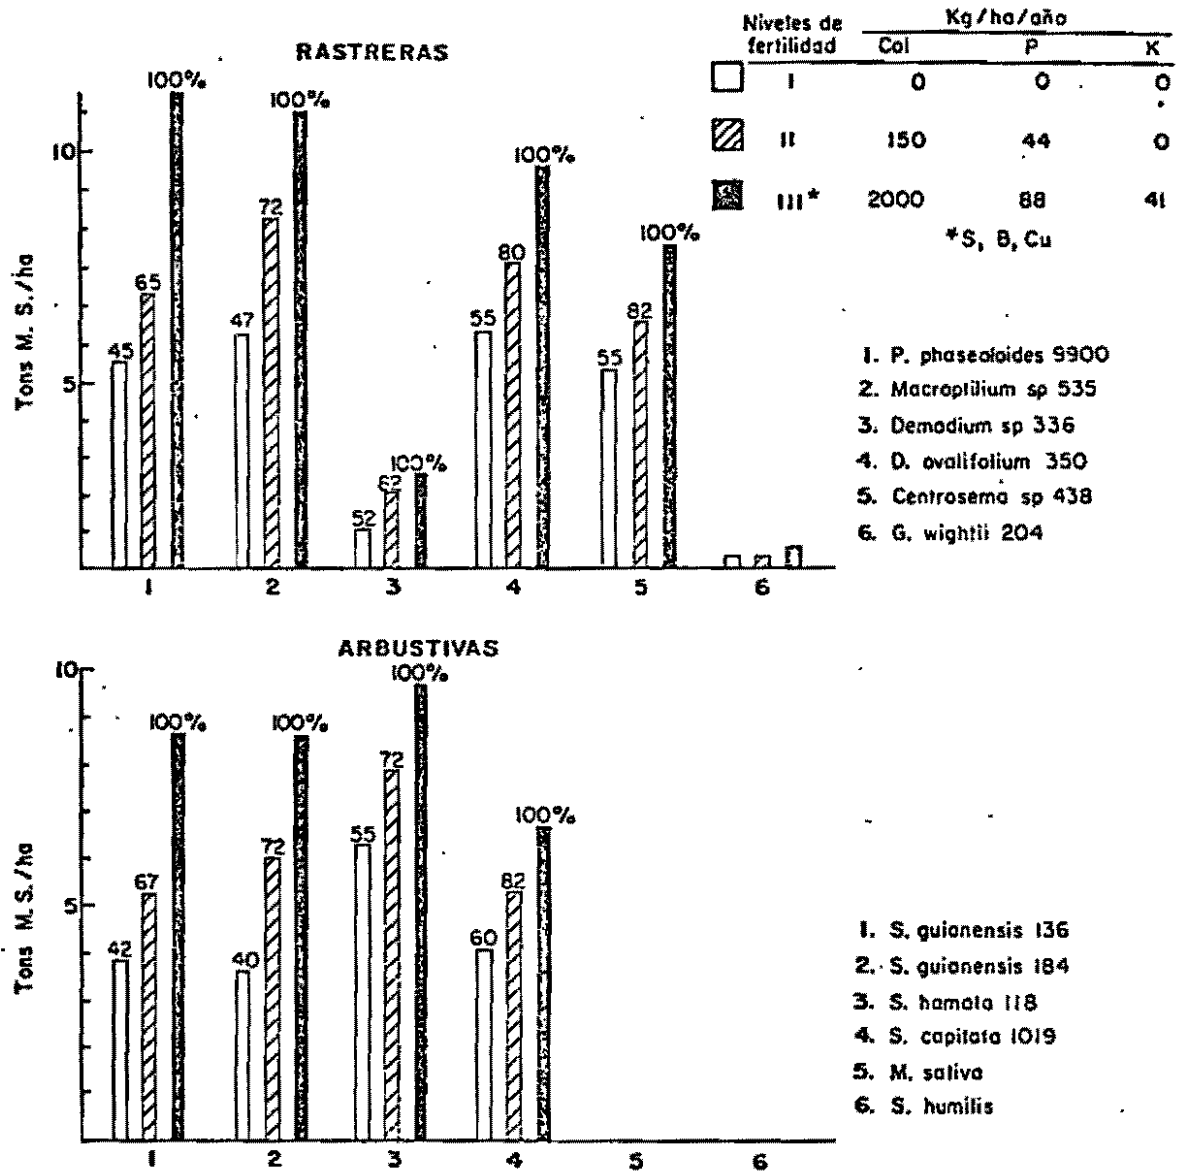 RASTRERAS
Niveles de fertilidad Kg/ha/año
Cal P K
I 0 0 0
II 150 44 0
III* 2000 88 41
*S, B, Cu
Tons M. S./ha
10
5
45 65 100%
47 72 100%
52 100%
55 80 100%
55 82 100%
1 2 3 4 5 6
1. P. phaseoloides 9900
2. Macroptilium sp 535
3. Demodium sp 336
4. D. ovalifolium 350
5. Centrosema sp 438
6. G. wightii 204
ARBUSTIVAS
Tons M.S./ha
10
5
42 67 100%
40 72 100%
55 72 100%
60 82 100%
1 2 3 4 5 6
1. S. guianensis 136
2. S. guianensis 184
3. S. hamata 118
4. S. capitata 1019
5. M. sativa
6. S. humilis